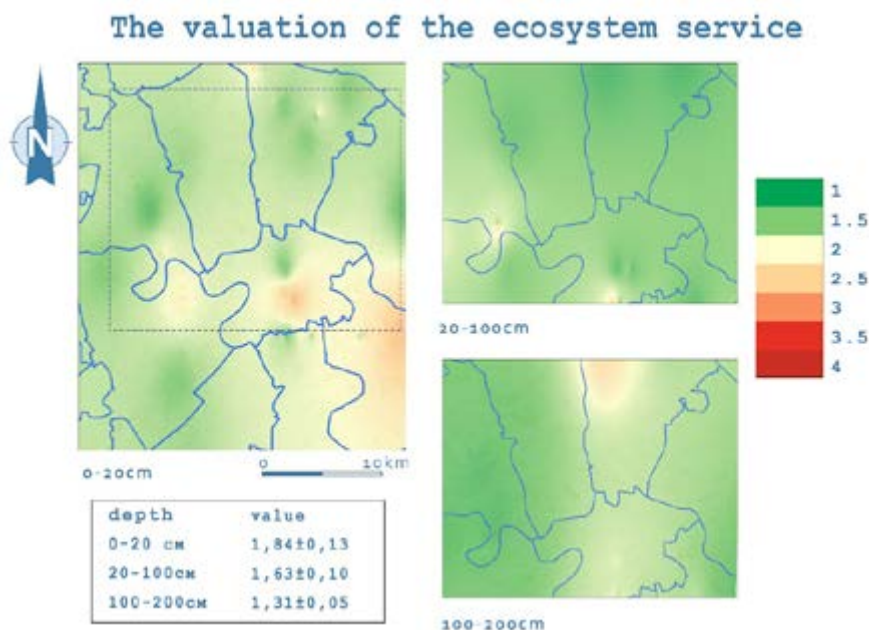 The valuation of the ecosystem service
N
0-20cm
0 10km
20-100cm
100-200cm
1
1.5
2
2.5
3
3.5
4
depth value
0-20 см 1,84±0,13
20-100см 1,63±0,10
100-200см 1,31±0,05